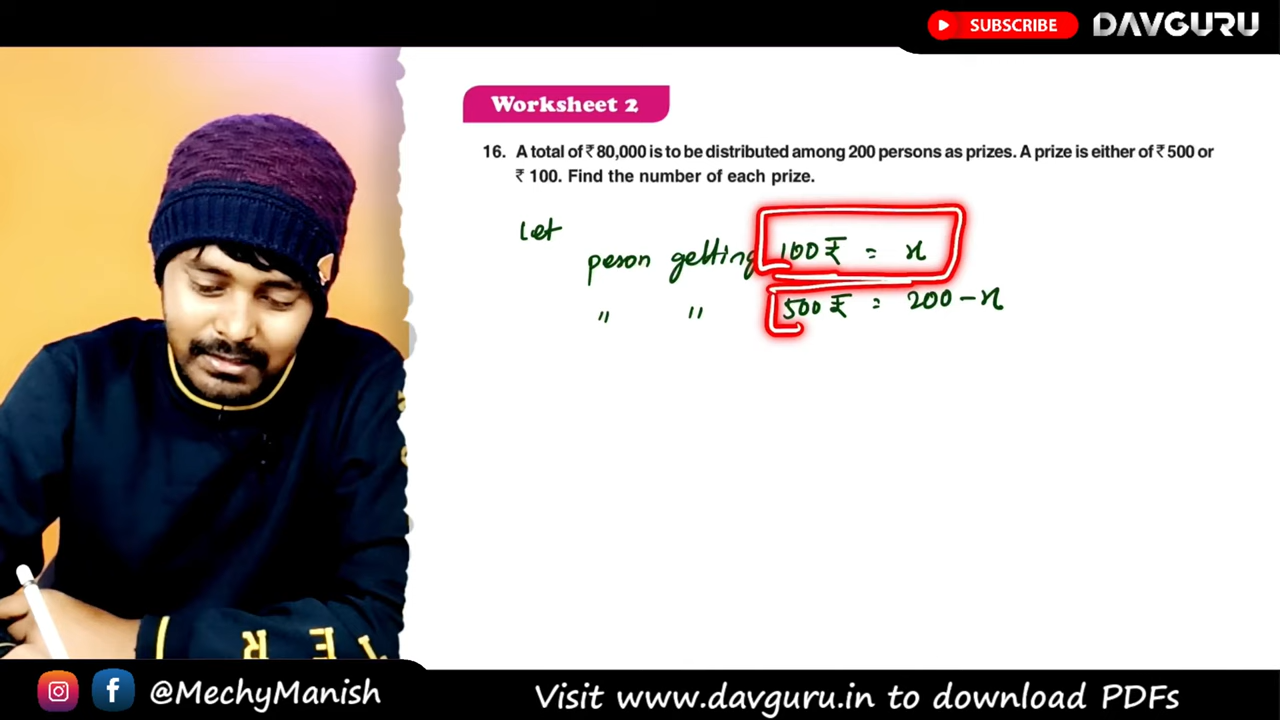 SUBSCRIBE DAVGURU
Worksheet 2
16. A total of ₹ 80,000 is to be distributed among 200 persons as prizes. A prize is either of ₹ 500 or
₹ 100. Find the number of each prize.
Let
peson getting 100 ₹ = x
" " 500 ₹ = 200 - x
@MechyManish
Visit www.davguru.in to download PDFs